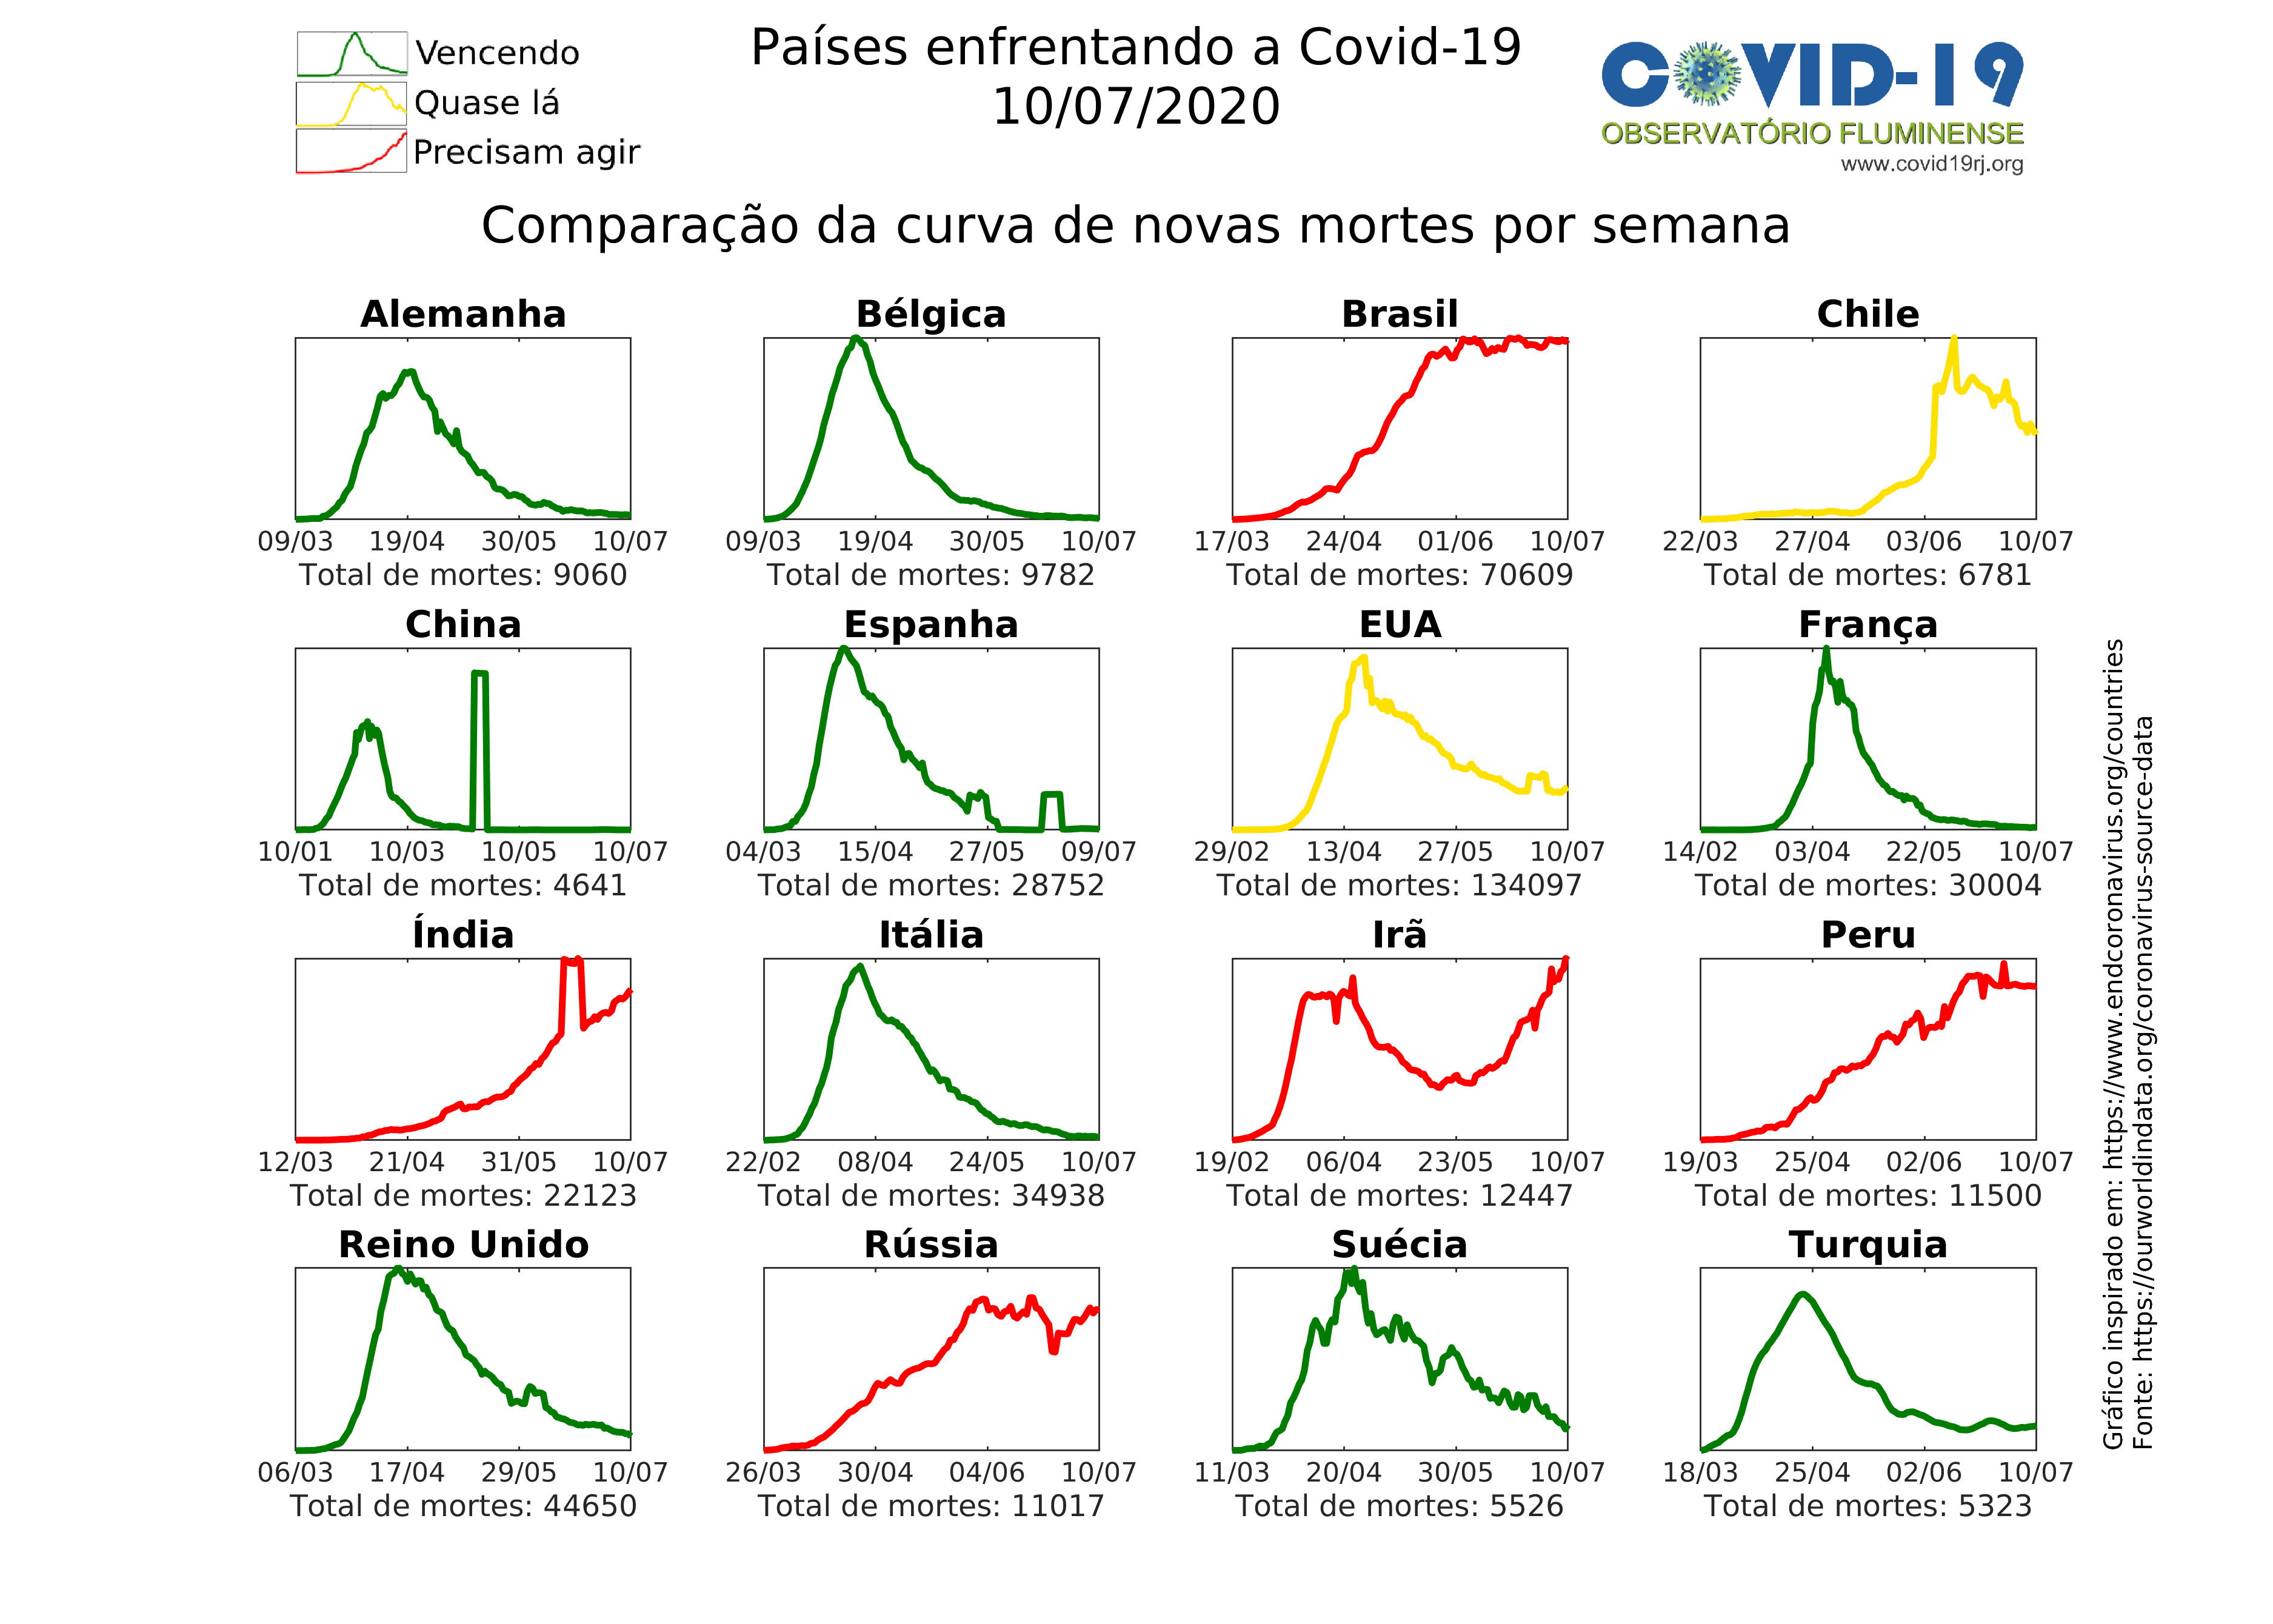 Vencendo
Quase lá
Precisam agir
Países enfrentando a Covid-19
10/07/2020
COVID-19
OBSERVATÓRIO FLUMINENSE
www.covid19rj.org
Comparação da curva de novas mortes por semana
Alemanha
09/03 19/04 30/05 10/07
Total de mortes: 9060
Bélgica
09/03 19/04 30/05 10/07
Total de mortes: 9782
Brasil
17/03 24/04 01/06 10/07
Total de mortes: 70609
Chile
22/03 27/04 03/06 10/07
Total de mortes: 6781
China
10/01 10/03 10/05 10/07
Total de mortes: 4641
Espanha
04/03 15/04 27/05 09/07
Total de mortes: 28752
EUA
29/02 13/04 27/05 10/07
Total de mortes: 134097
França
14/02 03/04 22/05 10/07
Total de mortes: 30004
Índia
12/03 21/04 31/05 10/07
Total de mortes: 22123
Itália
22/02 08/04 24/05 10/07
Total de mortes: 34938
Irã
19/02 06/04 23/05 10/07
Total de mortes: 12447
Peru
19/03 25/04 02/06 10/07
Total de mortes: 11500
Reino Unido
06/03 17/04 29/05 10/07
Total de mortes: 44650
Rússia
26/03 30/04 04/06 10/07
Total de mortes: 11017
Suécia
11/03 20/04 30/05 10/07
Total de mortes: 5526
Turquia
18/03 25/04 02/06 10/07
Total de mortes: 5323
Gráfico inspirado em: https://www.endcoronavirus.org/countries
Fonte: https://ourworldindata.org/coronavirus-source-data